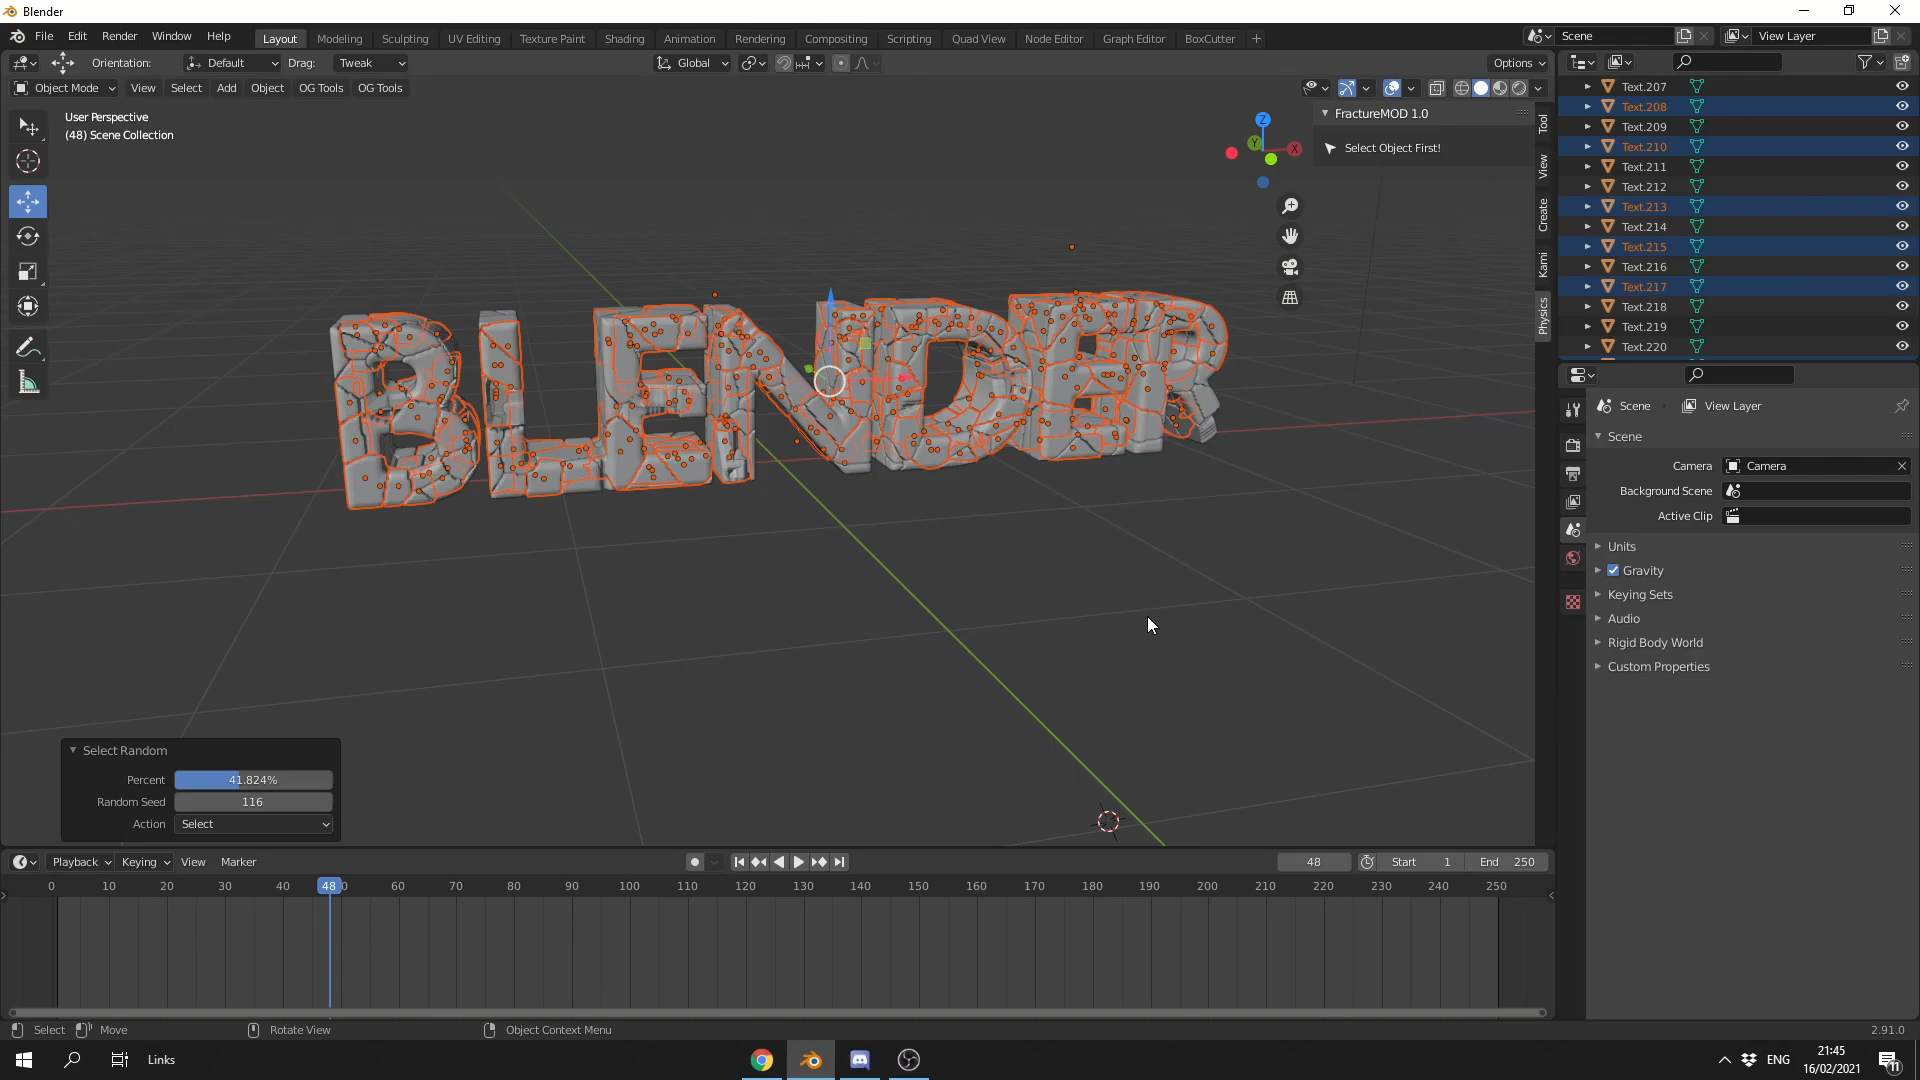 Blender
File Edit Render Window Help Layout Modeling Sculpting UV Editing Texture Paint Shading Animation Rendering Compositing Scripting Quad View Node Editor Graph Editor BoxCutter + Scene View Layer
Orientation: Default Drag: Tweak Global Options
Object Mode View Select Add Object OG Tools OG Tools
User Perspective
(48) Scene Collection
FractureMOD 1.0
Select Object First!
Z
Y
X
Tool
View
Create
Kami
Physics
BLENDER
Text.207
Text.208
Text.209
Text.210
Text.211
Text.212
Text.213
Text.214
Text.215
Text.216
Text.217
Text.218
Text.219
Text.220
Scene View Layer
Scene
Camera Camera
Background Scene
Active Clip
Units
Gravity
Keying Sets
Audio
Rigid Body World
Custom Properties
Select Random
Percent 41.824%
Random Seed 116
Action Select
Playback Keying View Marker 48 Start 1 End 250
0 10 20 30 40 48 0 60 70 80 90 100 110 120 130 140 150 160 170 180 190 200 210 220 230 240 250
Select Move Rotate View Object Context Menu 2.91.0
Links
ENG
21:45
16/02/2021
11